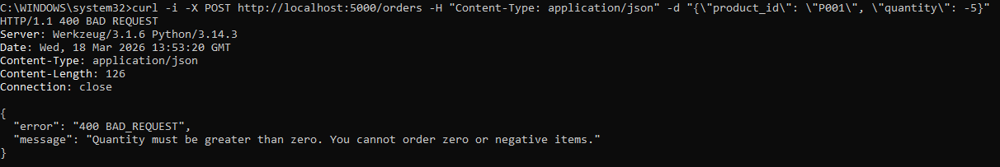 C:\WINDOWS\system32>curl -i -X POST http://localhost:5000/orders -H "Content-Type: application/json" -d "{\"product_id\": \"P001\", \"quantity\": -5}"
HTTP/1.1 400 BAD REQUEST
Server: Werkzeug/3.1.6 Python/3.14.3
Date: Wed, 18 Mar 2026 13:53:20 GMT
Content-Type: application/json
Content-Length: 126
Connection: close

{
  "error": "400 BAD_REQUEST",
  "message": "Quantity must be greater than zero. You cannot order zero or negative items."
}